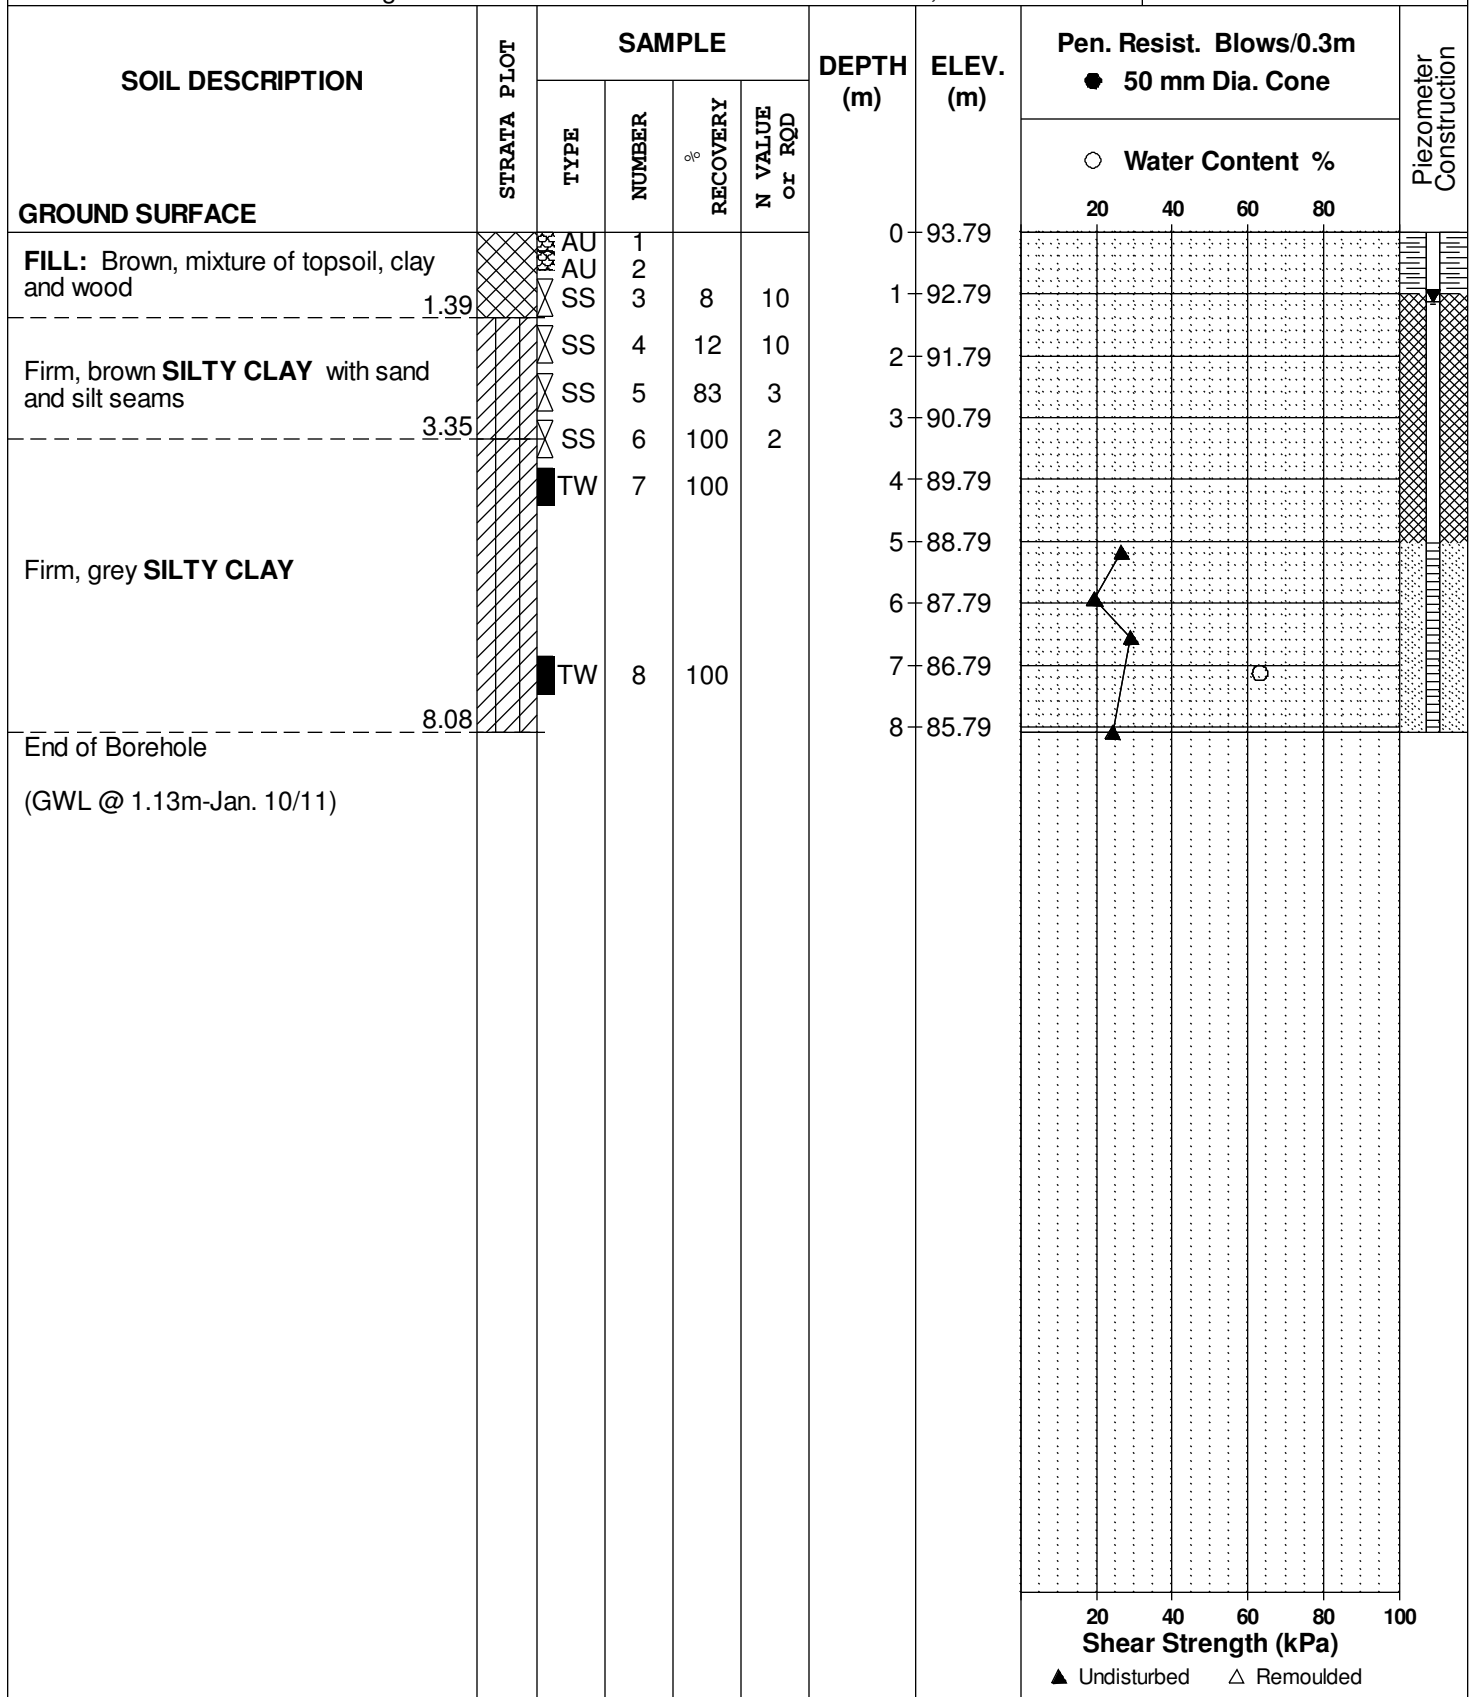 SOIL DESCRIPTION
GROUND SURFACE
STRATA PLOT
SAMPLE
TYPE
NUMBER
% RECOVERY
N VALUE or RQD
DEPTH (m)
ELEV. (m)
Pen. Resist. Blows/0.3m
● 50 mm Dia. Cone
○ Water Content %
20 40 60 80
Piezometer Construction
0 93.79
AU 1
FILL: Brown, mixture of topsoil, clay
AU 2
and wood
1.39
SS 3 8 10
1 92.79
SS 4 12 10
2 91.79
Firm, brown SILTY CLAY with sand
and silt seams
SS 5 83 3
3 90.79
3.35
SS 6 100 2
TW 7 100
4 89.79
5 88.79
Firm, grey SILTY CLAY
6 87.79
7 86.79
TW 8 100
8.08
8 85.79
End of Borehole
(GWL @ 1.13m-Jan. 10/11)
20 40 60 80 100
Shear Strength (kPa)
▲ Undisturbed △ Remoulded